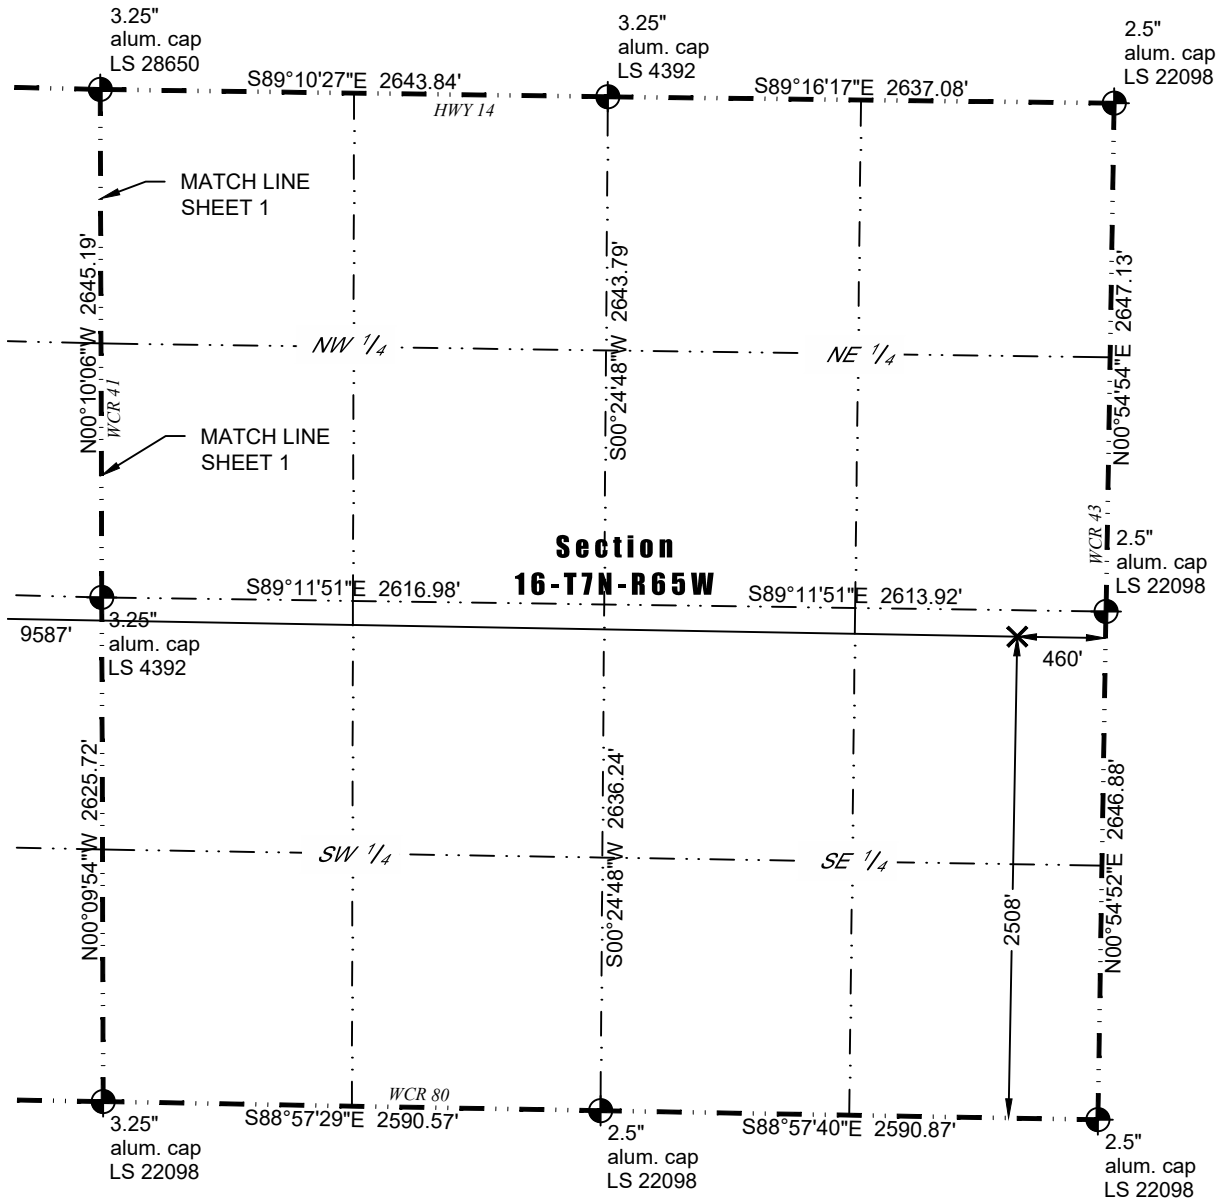 3.25"
alum. cap
LS 28650
3.25"
alum. cap
LS 4392
2.5"
alum. cap
LS 22098
S89°10'27"E 2643.84'
S89°16'17"E 2637.08'
HWY 14
MATCH LINE
SHEET 1
N00°10'06"W 2645.19'
WCR 41
S00°24'48"W 2643.79'
N00°54'54"E 2647.13'
NW 1/4
NE 1/4
MATCH LINE
SHEET 1
WCR 43
2.5"
alum. cap
LS 22098
Section
16-T7N-R65W
S89°11'51"E 2616.98'
S89°11'51"E 2613.92'
9587'
3.25"
alum. cap
LS 4392
460'
N00°09'54"W 2625.72'
S00°24'48"W 2636.24'
N00°54'52"E 2646.88'
SW 1/4
SE 1/4
2508'
WCR 80
S88°57'29"E 2590.57'
S88°57'40"E 2590.87'
3.25"
alum. cap
LS 22098
2.5"
alum. cap
LS 22098
2.5"
alum. cap
LS 22098